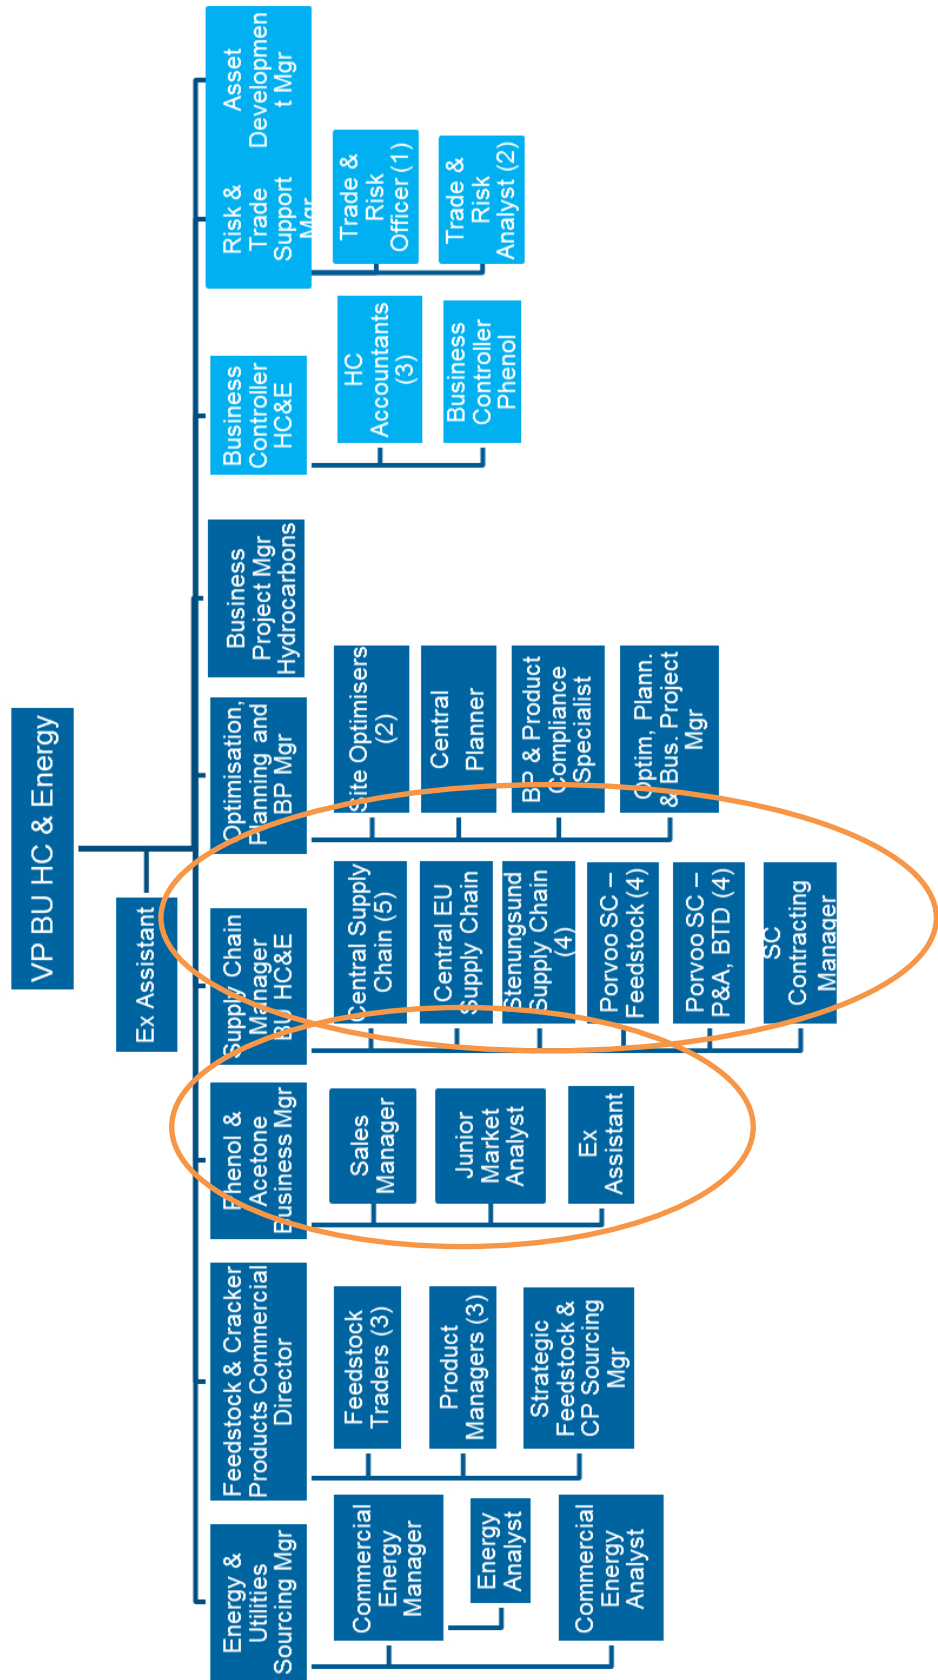 VP BU HC & Energy
Ex Assistant
Energy &
Utilities
Sourcing Mgr
Commercial
Energy
Manager
Energy
Analyst
Commercial
Energy
Analyst
Feedstock & Cracker
Products Commercial
Director
Feedstock
Traders (3)
Product
Managers (3)
Strategic
Feedstock &
CP Sourcing
Mgr
Phenol &
Acetone
Business Mgr
Sales
Manager
Junior
Market
Analyst
Ex
Assistant
Supply Chain
Manager
BU HC&E
Central Supply
Chain (5)
Central EU
Supply Chain
Stenungsund
Supply Chain
(4)
Porvoo SC –
Feedstock (4)
Porvoo SC –
P&A, BTD (4)
SC
Contracting
Manager
Optimisation,
Planning and
BP Mgr
Site Optimisers
(2)
Central
Planner
BP & Product
Compliance
Specialist
Optim, Plann.
& Bus. Project
Mgr
Business
Project Mgr
Hydrocarbons
Business
Controller
HC&E
HC
Accountants
(3)
Business
Controller
Phenol
Risk &
Trade
Support
Mgr
Trade &
Risk
Officer (1)
Trade &
Risk
Analyst (2)
Asset
Developmen
t Mgr